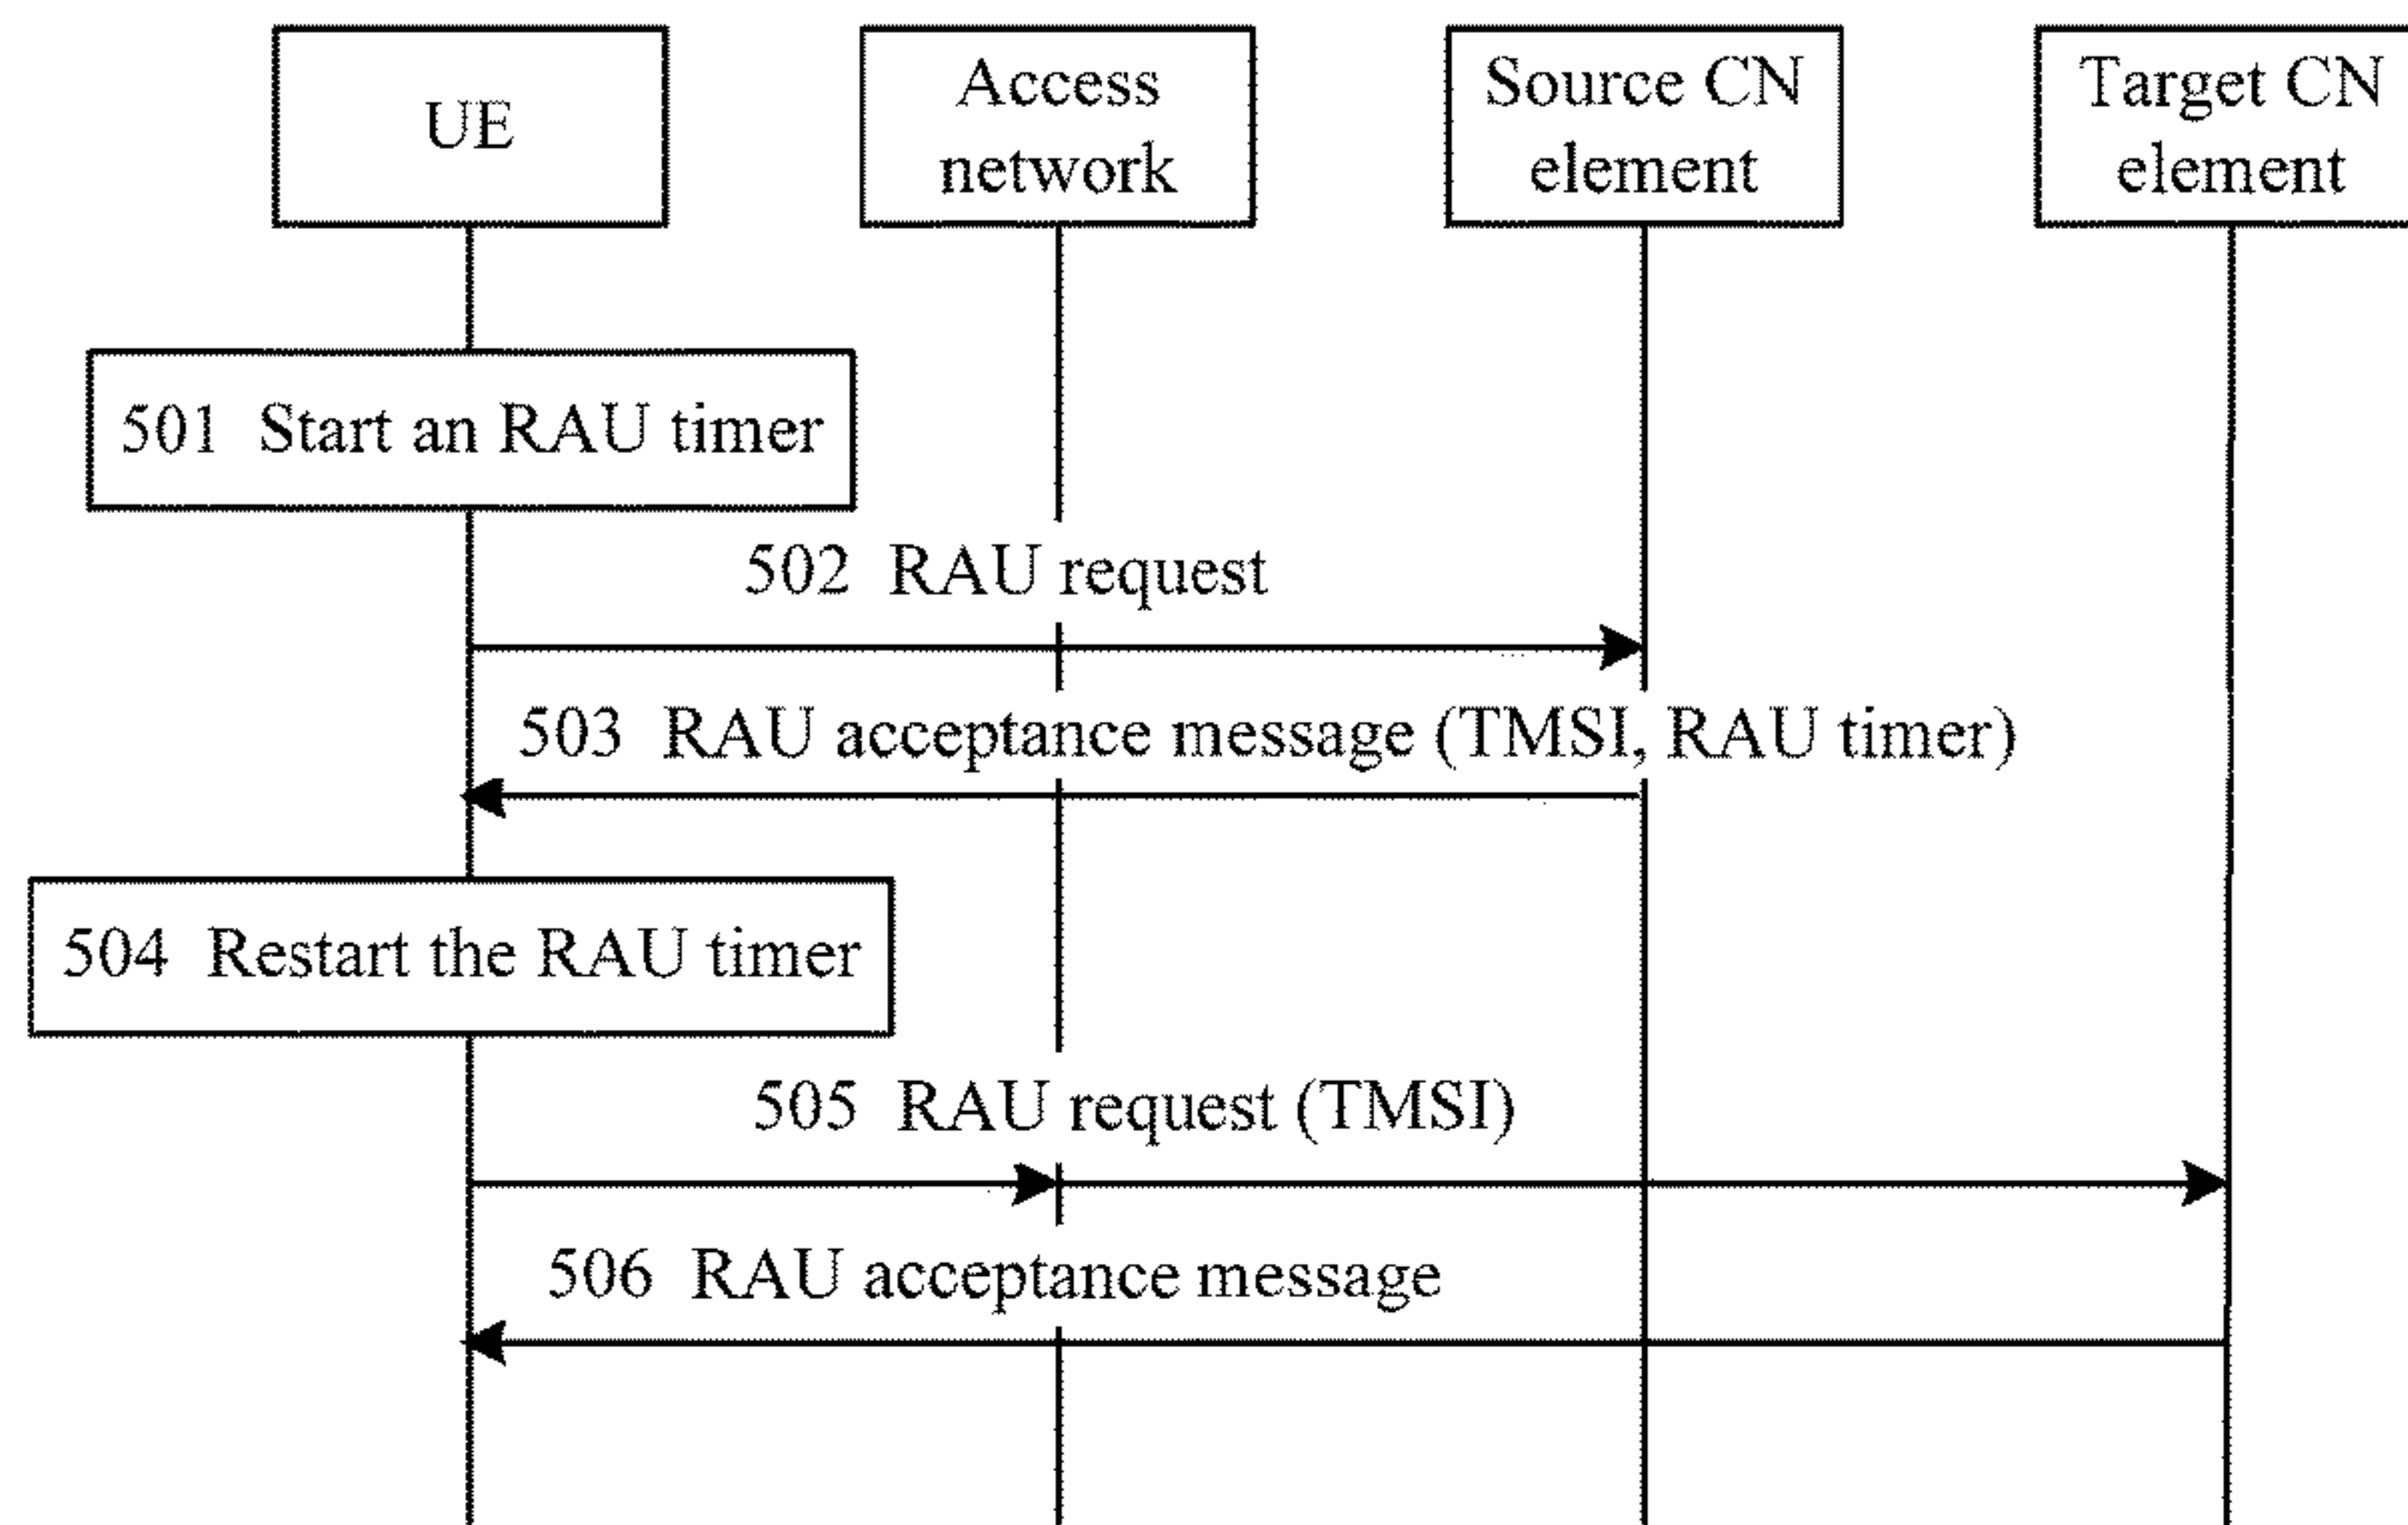 UE
Access
network
Source CN
element
Target CN
element
501 Start an RAU timer
502 RAU request
503 RAU acceptance message (TMSI, RAU timer)
504 Restart the RAU timer
505 RAU request (TMSI)
506 RAU acceptance message